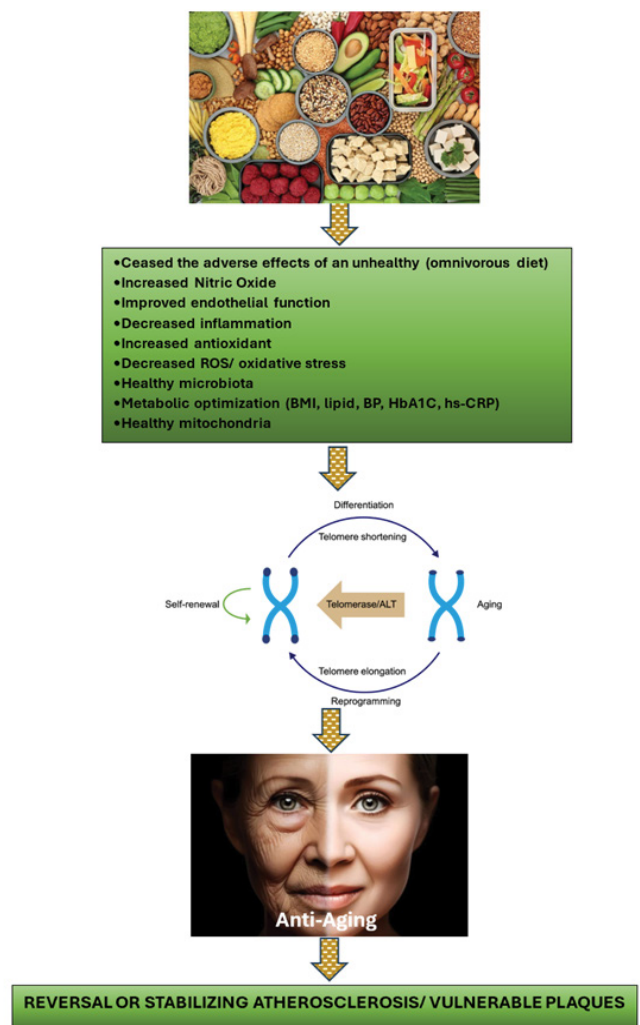 •Ceased the adverse effects of an unhealthy (omnivorous diet)
•Increased Nitric Oxide
•Improved endothelial function
•Decreased inflammation
•Increased antioxidant
•Decreased ROS/ oxidative stress
•Healthy microbiota
•Metabolic optimization (BMI, lipid, BP, HbA1C, hs-CRP)
•Healthy mitochondria
Differentiation
Telomere shortening
Self-renewal
Telomerase/ALT
Aging
Telomere elongation
Reprogramming
Anti-Aging
REVERSAL OR STABILIZING ATHEROSCLEROSIS/ VULNERABLE PLAQUES